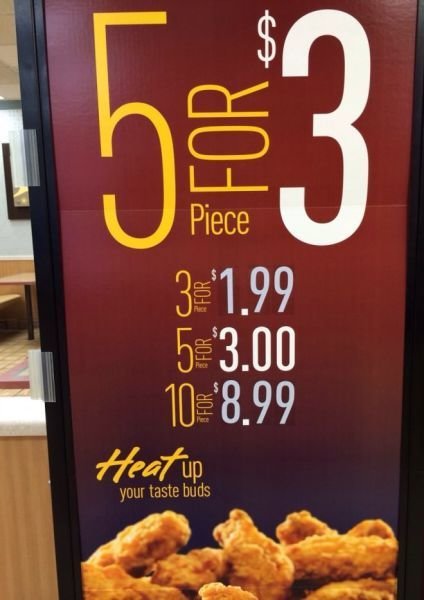 5 Piece FOR $3
3 Piece FOR $1.99
5 Piece FOR $3.00
10 Piece FOR $8.99
Heat up
your taste buds